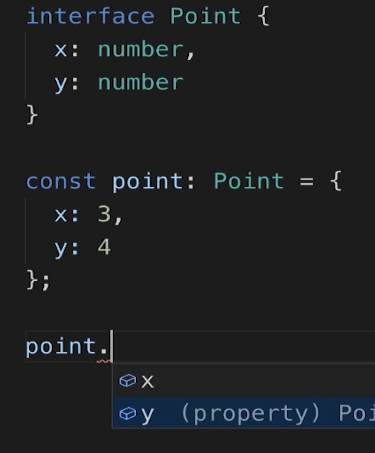 interface Point {
x: number,
y: number
}
const point: Point = {
x: 3,
y: 4
};
point.
x
y (property) Poi